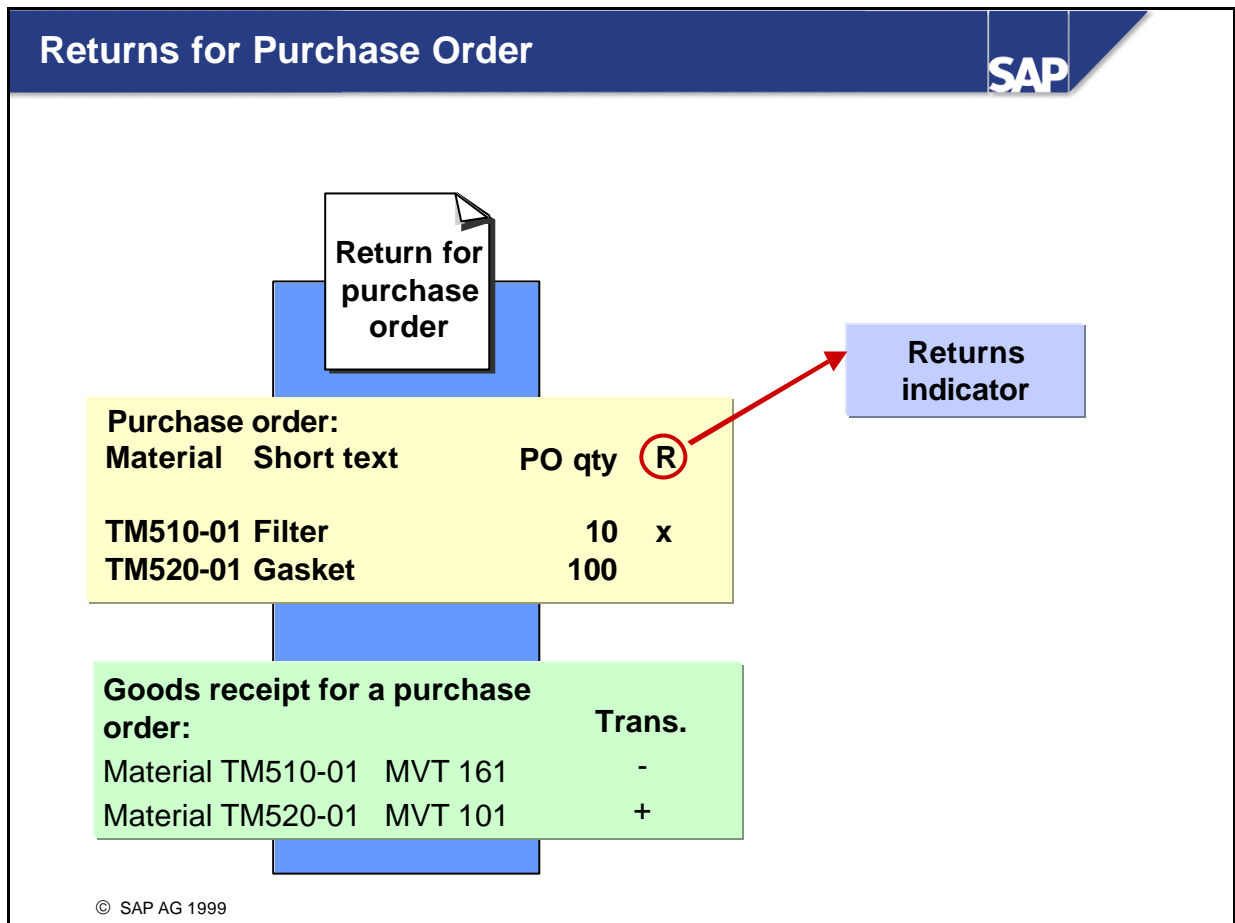 Returns for Purchase Order
SAP
Return for
purchase
order
Returns
indicator
Purchase order:
Material Short text PO qty R
TM510-01 Filter 10 x
TM520-01 Gasket 100
Goods receipt for a purchase
order: Trans.
Material TM510-01 MVT 161 -
Material TM520-01 MVT 101 +
© SAP AG 1999